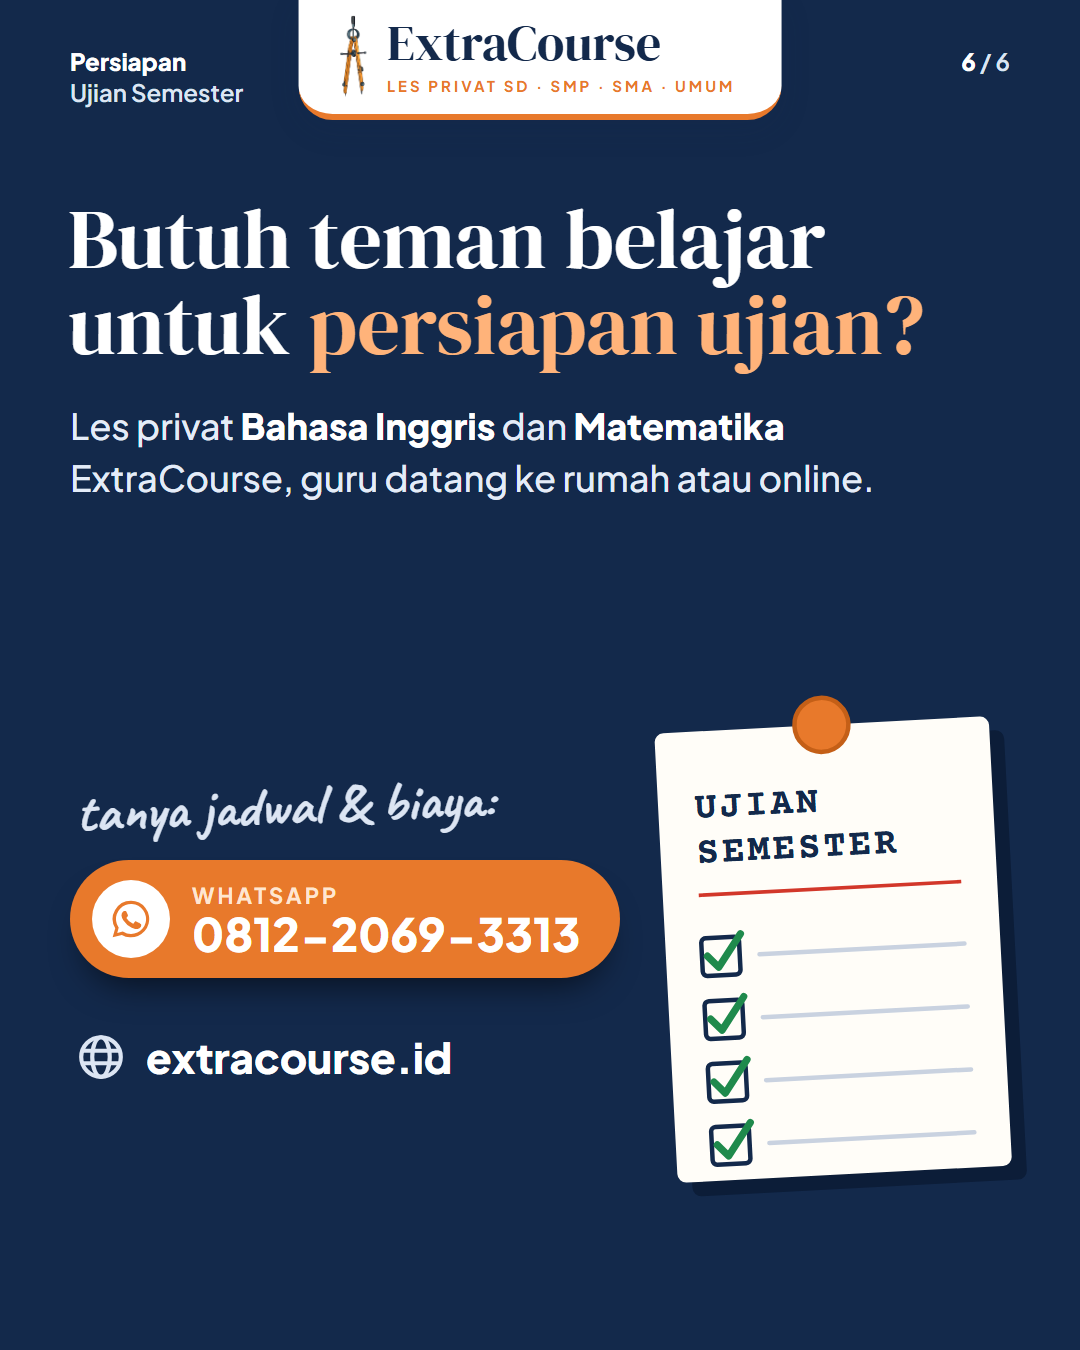 Persiapan
Ujian Semester
ExtraCourse
LES PRIVAT SD · SMP · SMA · UMUM
6/6
Butuh teman belajar
untuk persiapan ujian?
Les privat Bahasa Inggris dan Matematika
ExtraCourse, guru datang ke rumah atau online.
tanya jadwal & biaya:
WHATSAPP
0812-2069-3313
extracourse.id
UJIAN
SEMESTER